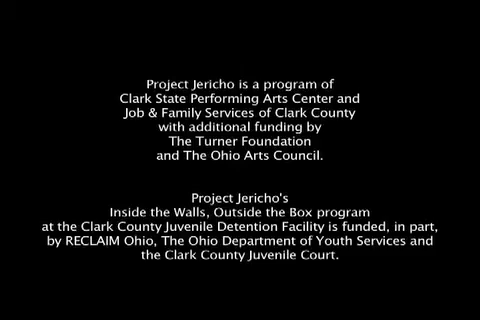 Project Jericho is a program of
Clark State Performing Arts Center and
Job & Family Services of Clark County
with additional funding by
The Turner Foundation
and The Ohio Arts Council.
Project Jericho's
Inside the Walls, Outside the Box program
at the Clark County Juvenile Detention Facility is funded, in part,
by RECLAIM Ohio, The Ohio Department of Youth Services and
the Clark County Juvenile Court.